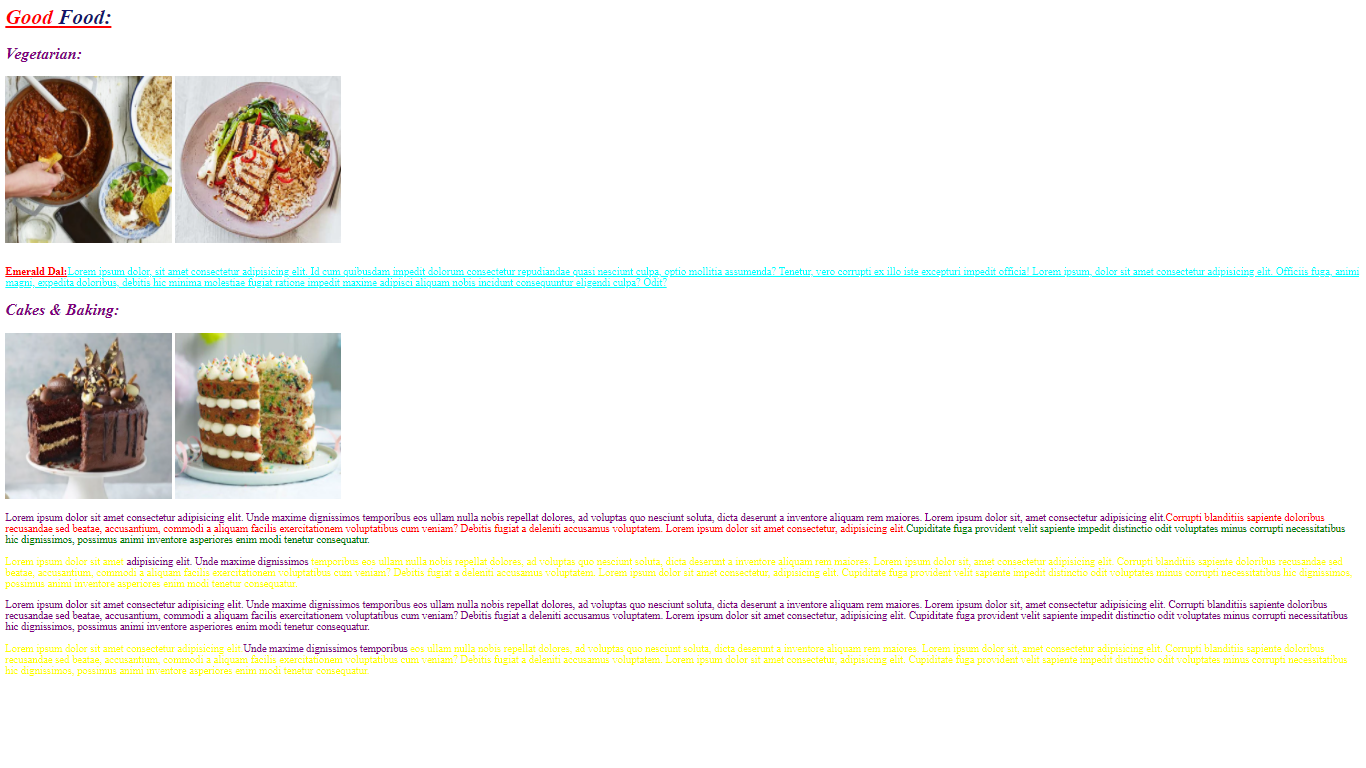 Good Food:
Vegetarian:
Emerald Dal:Lorem ipsum dolor, sit amet consectetur adipisicing elit. Id cum quibusdam impedit dolorum consectetur repudiandae quasi nesciunt culpa, optio mollitia assumenda? Tenetur, vero corrupti ex illo iste excepturi impedit officia! Lorem ipsum, dolor sit amet consectetur adipisicing elit. Officiis fuga, animi
magni, expedita doloribus, debitis hic minima molestiae fugiat ratione impedit maxime adipisci aliquam nobis incidunt consequuntur eligendi culpa? Odit?
Cakes & Baking:
Lorem ipsum dolor sit amet consectetur adipisicing elit. Unde maxime dignissimos temporibus eos ullam nulla nobis repellat dolores, ad voluptas quo nesciunt soluta, dicta deserunt a inventore aliquam rem maiores. Lorem ipsum dolor sit, amet consectetur adipisicing elit.Corrupti blanditiis sapiente doloribus
recusandae sed beatae, accusantium, commodi a aliquam facilis exercitationem voluptatibus cum veniam? Debitis fugiat a deleniti accusamus voluptatem. Lorem ipsum dolor sit amet consectetur, adipisicing elit.Cupiditate fuga provident velit sapiente impedit distinctio odit voluptates minus corrupti necessitatibus
hic dignissimos, possimus animi inventore asperiores enim modi tenetur consequatur.
Lorem ipsum dolor sit amet consectetur adipisicing elit. Unde maxime dignissimos temporibus eos ullam nulla nobis repellat dolores, ad voluptas quo nesciunt soluta, dicta deserunt a inventore aliquam rem maiores. Lorem ipsum dolor sit, amet consectetur adipisicing elit. Corrupti blanditiis sapiente doloribus recusandae sed
beatae, accusantium, commodi a aliquam facilis exercitationem voluptatibus cum veniam? Debitis fugiat a deleniti accusamus voluptatem. Lorem ipsum dolor sit amet consectetur, adipisicing elit. Cupiditate fuga provident velit sapiente impedit distinctio odit voluptates minus corrupti necessitatibus hic dignissimos,
possimus animi inventore asperiores enim modi tenetur consequatur.
Lorem ipsum dolor sit amet consectetur adipisicing elit. Unde maxime dignissimos temporibus eos ullam nulla nobis repellat dolores, ad voluptas quo nesciunt soluta, dicta deserunt a inventore aliquam rem maiores. Lorem ipsum dolor sit, amet consectetur adipisicing elit. Corrupti blanditiis sapiente doloribus
recusandae sed beatae, accusantium, commodi a aliquam facilis exercitationem voluptatibus cum veniam? Debitis fugiat a deleniti accusamus voluptatem. Lorem ipsum dolor sit amet consectetur, adipisicing elit. Cupiditate fuga provident velit sapiente impedit distinctio odit voluptates minus corrupti necessitatibus
hic dignissimos, possimus animi inventore asperiores enim modi tenetur consequatur.
Lorem ipsum dolor sit amet consectetur adipisicing elit.Unde maxime dignissimos temporibus eos ullam nulla nobis repellat dolores, ad voluptas quo nesciunt soluta, dicta deserunt a inventore aliquam rem maiores. Lorem ipsum dolor sit, amet consectetur adipisicing elit. Corrupti blanditiis sapiente doloribus
recusandae sed beatae, accusantium, commodi a aliquam facilis exercitationem voluptatibus cum veniam? Debitis fugiat a deleniti accusamus voluptatem. Lorem ipsum dolor sit amet consectetur, adipisicing elit. Cupiditate fuga provident velit sapiente impedit distinctio odit voluptates minus corrupti necessitatibus
hic dignissimos, possimus animi inventore asperiores enim modi tenetur consequatur.